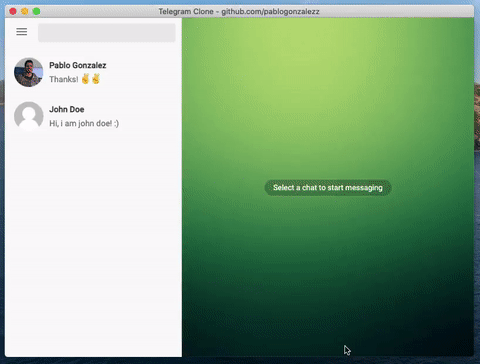 Telegram Clone - github.com/pablogonzalezz
Pablo Gonzalez
Thanks! ✌️✌️
John Doe
Hi, i am john doe! :)
Select a chat to start messaging